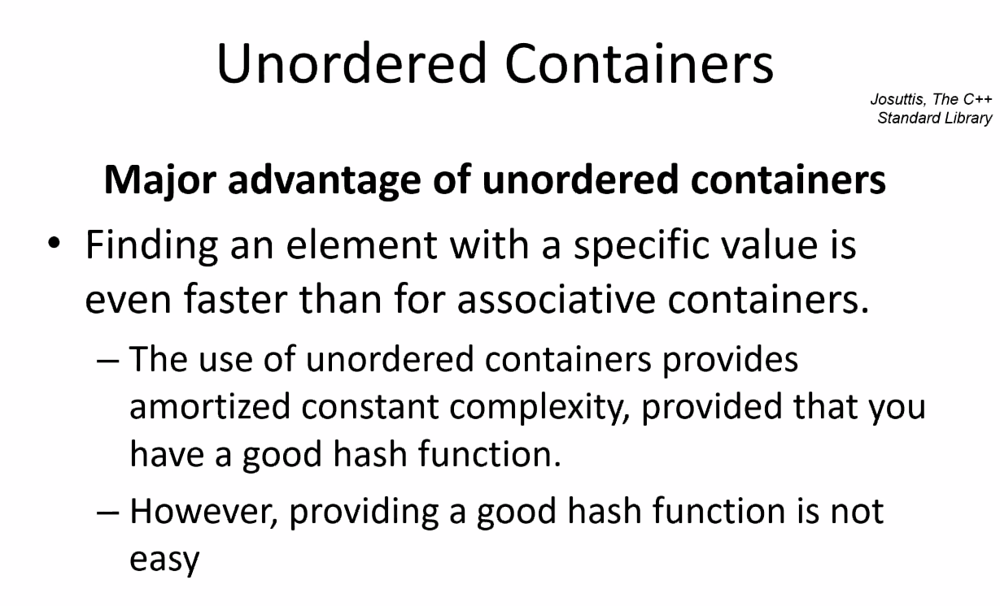 Unordered Containers
Josuttis, The C++
Standard Library
Major advantage of unordered containers
• Finding an element with a specific value is
even faster than for associative containers.
– The use of unordered containers provides
amortized constant complexity, provided that you
have a good hash function.
– However, providing a good hash function is not
easy